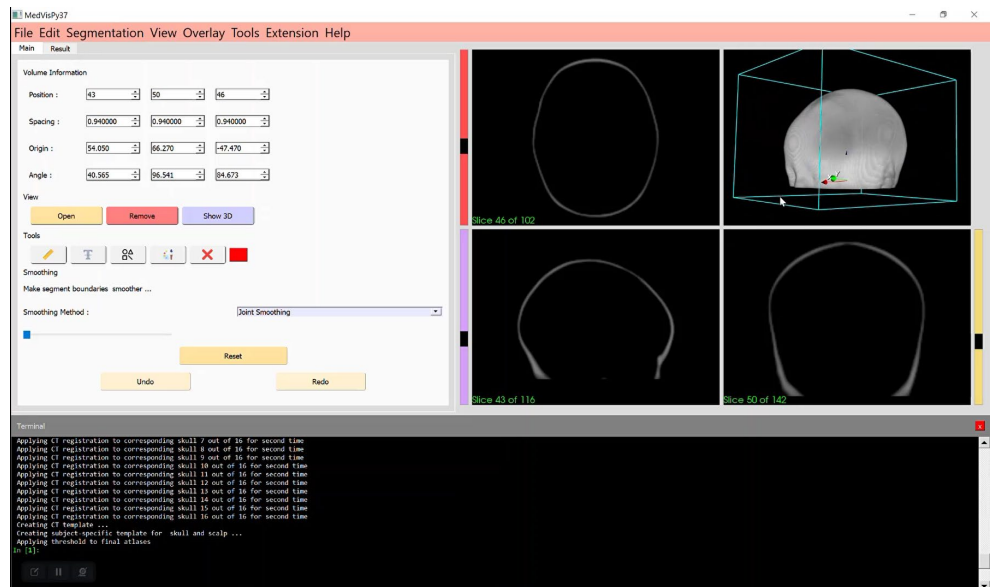 MedVisPy37
File Edit Segmentation View Overlay Tools Extension Help
Main Result
Volume Information
Position : 43 50 46
Spacing : 0.940000 0.940000 0.940000
Origin : 54.050 66.270 -47.470
Angle : 40.565 96.541 84.673
View
Open Remove Show 3D
Tools
Smoothing
Make segment boundaries smoother ...
Smoothing Method : Joint Smoothing
Reset
Undo Redo
Slice 46 of 102
Slice 43 of 116
Slice 50 of 142
Terminal x
Applying CT registration to corresponding skull 7 out of 16 for second time
Applying CT registration to corresponding skull 8 out of 16 for second time
Applying CT registration to corresponding skull 9 out of 16 for second time
Applying CT registration to corresponding skull 10 out of 16 for second time
Applying CT registration to corresponding skull 11 out of 16 for second time
Applying CT registration to corresponding skull 12 out of 16 for second time
Applying CT registration to corresponding skull 13 out of 16 for second time
Applying CT registration to corresponding skull 14 out of 16 for second time
Applying CT registration to corresponding skull 15 out of 16 for second time
Applying CT registration to corresponding skull 16 out of 16 for second time
Creating CT template ...
Creating subject-specific template for skull and scalp ...
Applying threshold to final atlases
In [1]: